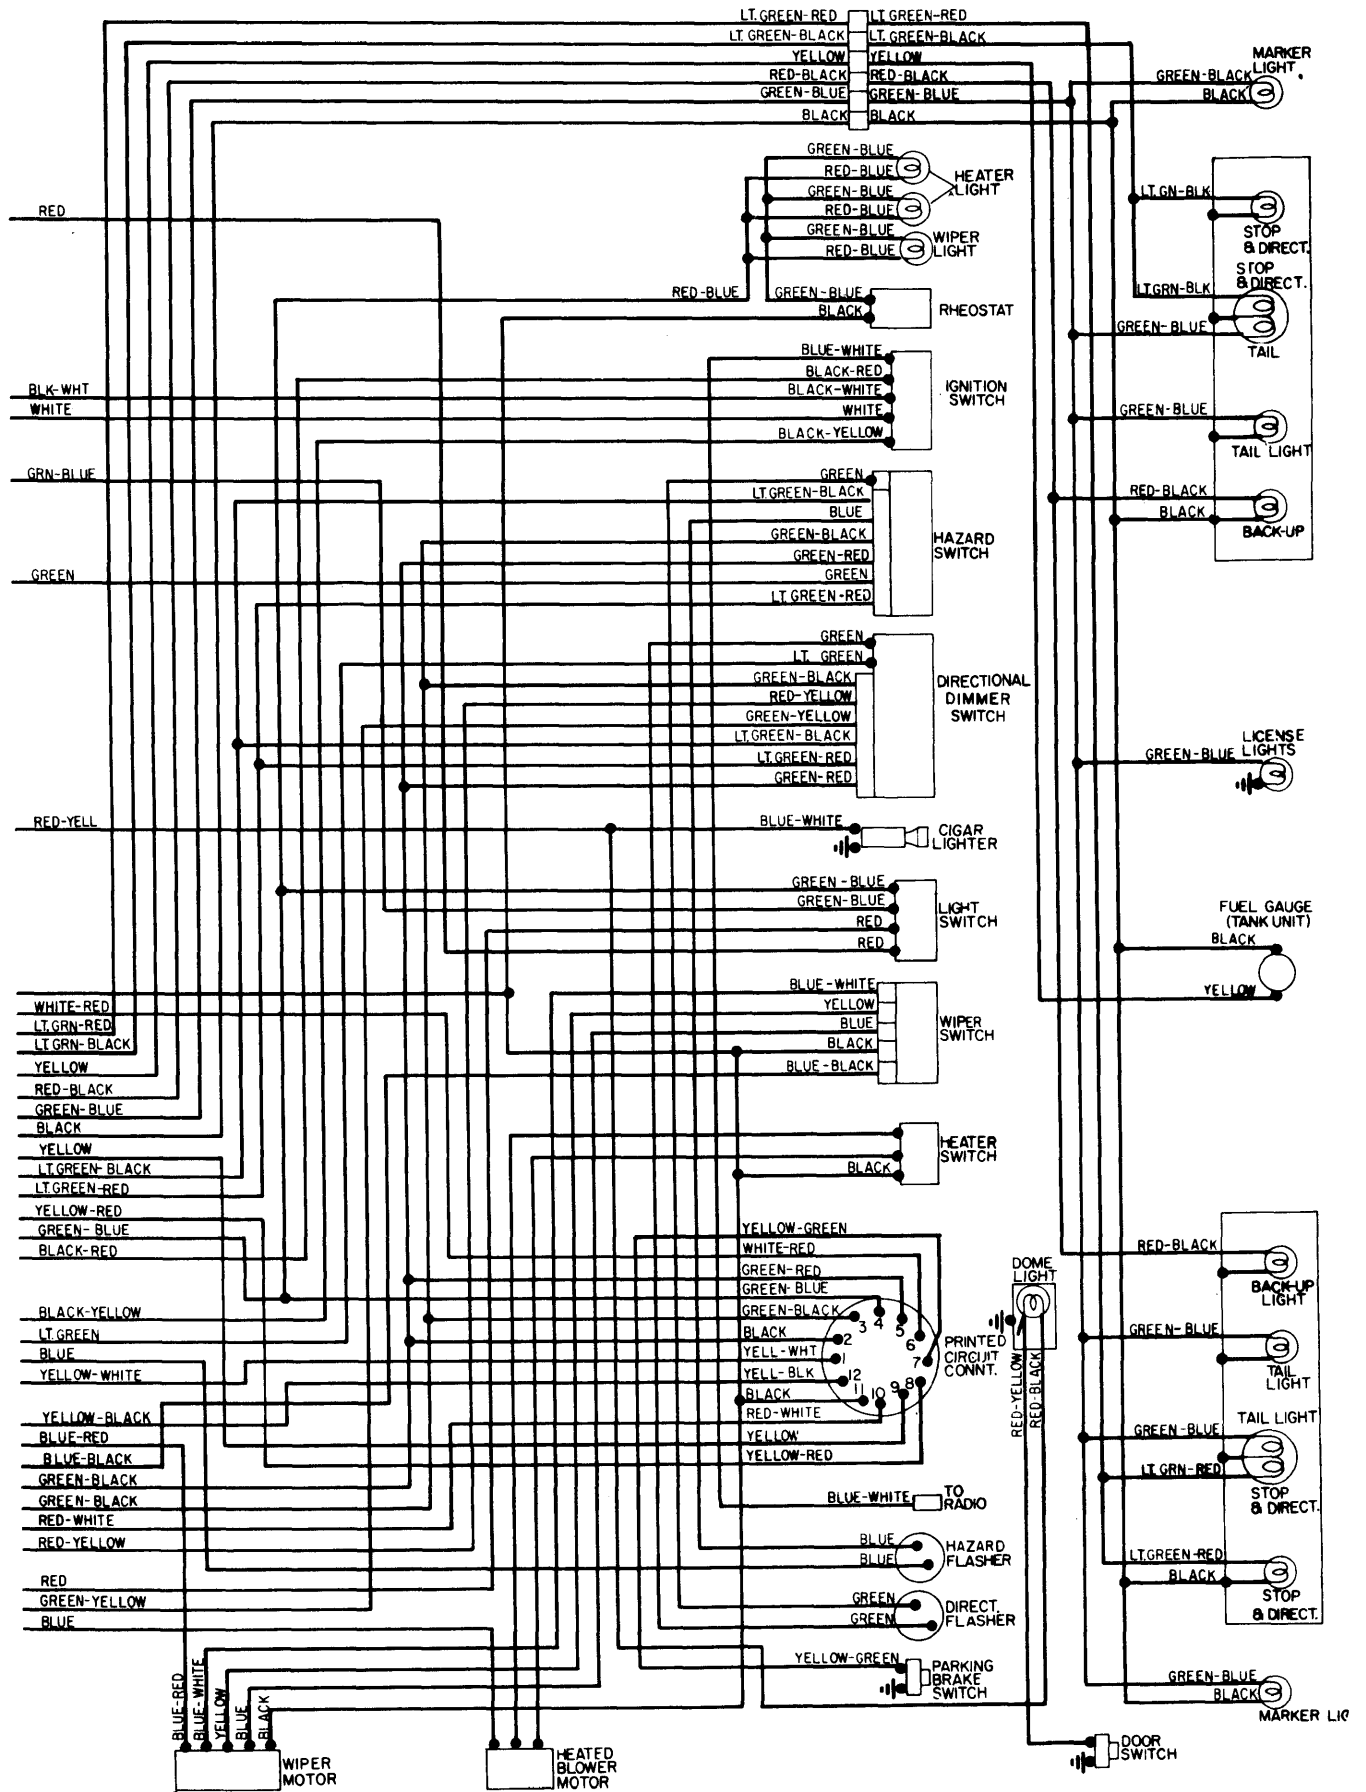 LT. GREEN-RED LT. GREEN-RED
LT GREEN-BLACK LT. GREEN-BLACK
YELLOW YELLOW
RED-BLACK RED-BLACK
GREEN-BLUE GREEN-BLUE
BLACK BLACK
MARKER
LIGHT
GREEN-BLACK
BLACK
GREEN-BLUE
RED-BLUE
GREEN-BLUE
RED-BLUE
HEATER
LIGHT
GREEN-BLUE
RED-BLUE
WIPER
LIGHT
RED
RED-BLUE
GREEN-BLUE
BLACK
RHEOSTAT
LT. GN-BLK
STOP
& DIRECT.
STOP
& DIRECT.
LT.GRN-BLK
GREEN-BLUE
TAIL
BLUE-WHITE
BLACK-RED
BLACK-WHITE
WHITE
BLACK-YELLOW
IGNITION
SWITCH
BLK-WHT
WHITE
GREEN-BLUE
TAIL LIGHT
GRN-BLUE
GREEN
LT.GREEN-BLACK
BLUE
GREEN-BLACK
GREEN-RED
GREEN
LT. GREEN-RED
HAZARD
SWITCH
RED-BLACK
BLACK
BACK-UP
GREEN
GREEN
LT. GREEN
GREEN-BLACK
RED-YELLOW
GREEN-YELLOW
LT.GREEN-BLACK
LT.GREEN-RED
GREEN-RED
DIRECTIONAL
DIMMER
SWITCH
LICENSE
LIGHTS
GREEN-BLUE
RED-YELL
BLUE-WHITE
CIGAR
LIGHTER
GREEN-BLUE
GREEN-BLUE
RED
RED
LIGHT
SWITCH
FUEL GAUGE
(TANK UNIT)
BLACK
YELLOW
BLUE-WHITE
YELLOW
BLUE
BLACK
BLUE-BLACK
WIPER
SWITCH
WHITE-RED
LT.GRN-RED
LT GRN-BLACK
YELLOW
RED-BLACK
GREEN-BLUE
BLACK
YELLOW
LT.GREEN-BLACK
LT.GREEN-RED
YELLOW-RED
GREEN-BLUE
BLACK-RED
BLACK
HEATER
SWITCH
YELLOW-GREEN
WHITE-RED
GREEN-RED
GREEN-BLUE
GREEN-BLACK
BLACK
YELL-WHT
YELL-BLK
BLACK
RED-WHITE
YELLOW
YELLOW-RED
1 2 3 4 5 6 7 8 9 10 11 12
PRINTED
CIRCUIT
CONNT.
DOME
LIGHT
RED-YELLOW
RED-BLACK
RED-BLACK
BACK-UP
LIGHT
GREEN-BLUE
TAIL
LIGHT
TAIL LIGHT
GREEN-BLUE
LT GRN-RED
STOP
& DIRECT.
BLACK-YELLOW
LT.GREEN
BLUE
YELLOW-WHITE
YELLOW-BLACK
BLUE-RED
BLUE-BLACK
GREEN-BLACK
GREEN-BLACK
RED-WHITE
RED-YELLOW
RED
GREEN-YELLOW
BLUE
BLUE-WHITE
TO
RADIO
BLUE
BLUE
HAZARD
FLASHER
GREEN
GREEN
DIRECT.
FLASHER
LT.GREEN-RED
BLACK
STOP
& DIRECT.
YELLOW-GREEN
PARKING
BRAKE
SWITCH
GREEN-BLUE
BLACK
MARKER LIG
BLUE-RED
BLUE-WHITE
YELLOW
BLUE
BLACK
WIPER
MOTOR
HEATED
BLOWER
MOTOR
DOOR
SWITCH